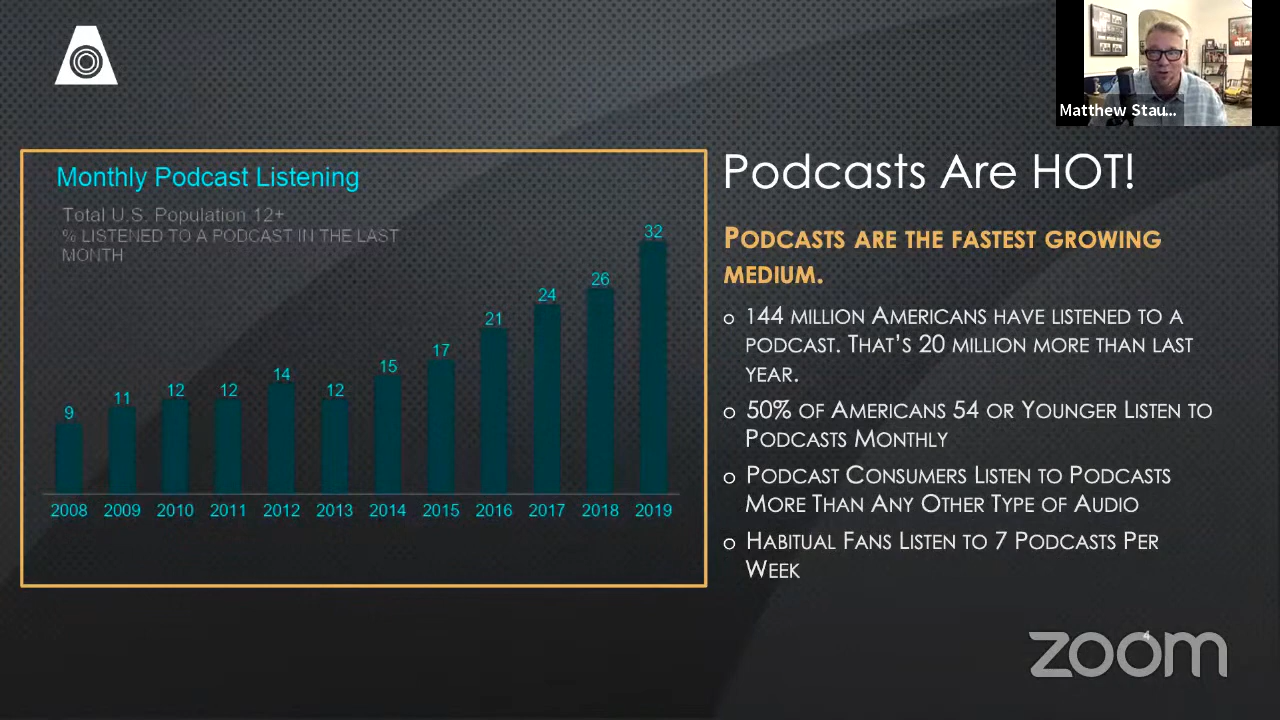 Matthew Stau...
Monthly Podcast Listening
Total U.S. Population 12+
% LISTENED TO A PODCAST IN THE LAST
MONTH
9
11
12
12
14
12
15
17
21
24
26
32
2008
2009
2010
2011
2012
2013
2014
2015
2016
2017
2018
2019
Podcasts Are HOT!
PODCASTS ARE THE FASTEST GROWING
MEDIUM.
144 MILLION AMERICANS HAVE LISTENED TO A
PODCAST. THAT'S 20 MILLION MORE THAN LAST
YEAR.
50% OF AMERICANS 54 OR YOUNGER LISTEN TO
PODCASTS MONTHLY
PODCAST CONSUMERS LISTEN TO PODCASTS
MORE THAN ANY OTHER TYPE OF AUDIO
HABITUAL FANS LISTEN TO 7 PODCASTS PER
WEEK
4
zoom